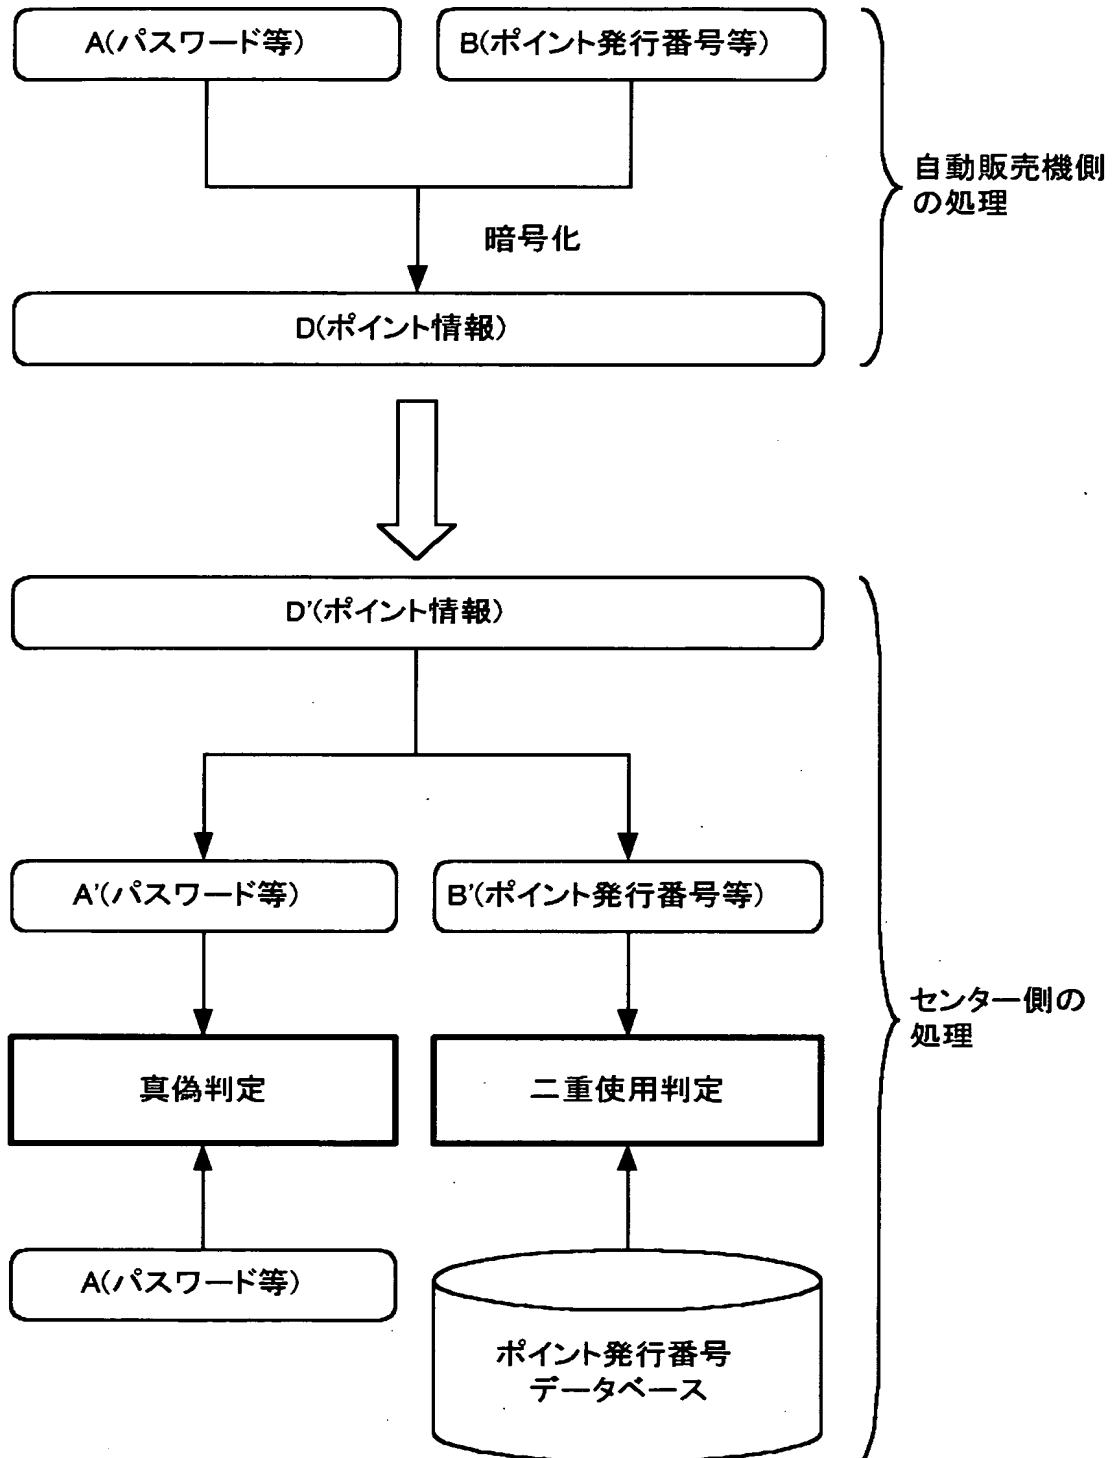 A(パスワード等)
B(ポイント発行番号等)
自動販売機側
の処理
暗号化
D(ポイント情報)
D'(ポイント情報)
A'(パスワード等)
B'(ポイント発行番号等)
センター側の
処理
真偽判定
二重使用判定
A(パスワード等)
ポイント発行番号
データベース